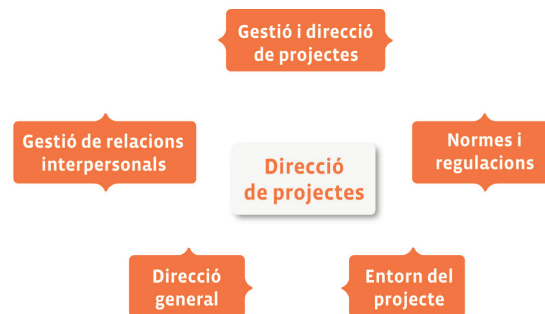 Gestió i direcció
de projectes
Gestió de relacions
interpersonals
Normes i
regulacions
Direcció
de projectes
Direcció
general
Entorn del
projecte